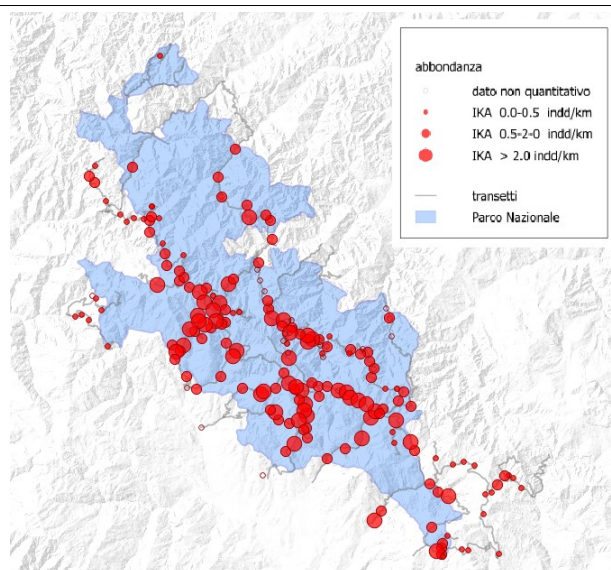 abbondanza
dato non quantitativo
IKA 0.0-0.5 indd/km
IKA 0.5-2-0 indd/km
IKA > 2.0 indd/km
transetti
Parco Nazionale